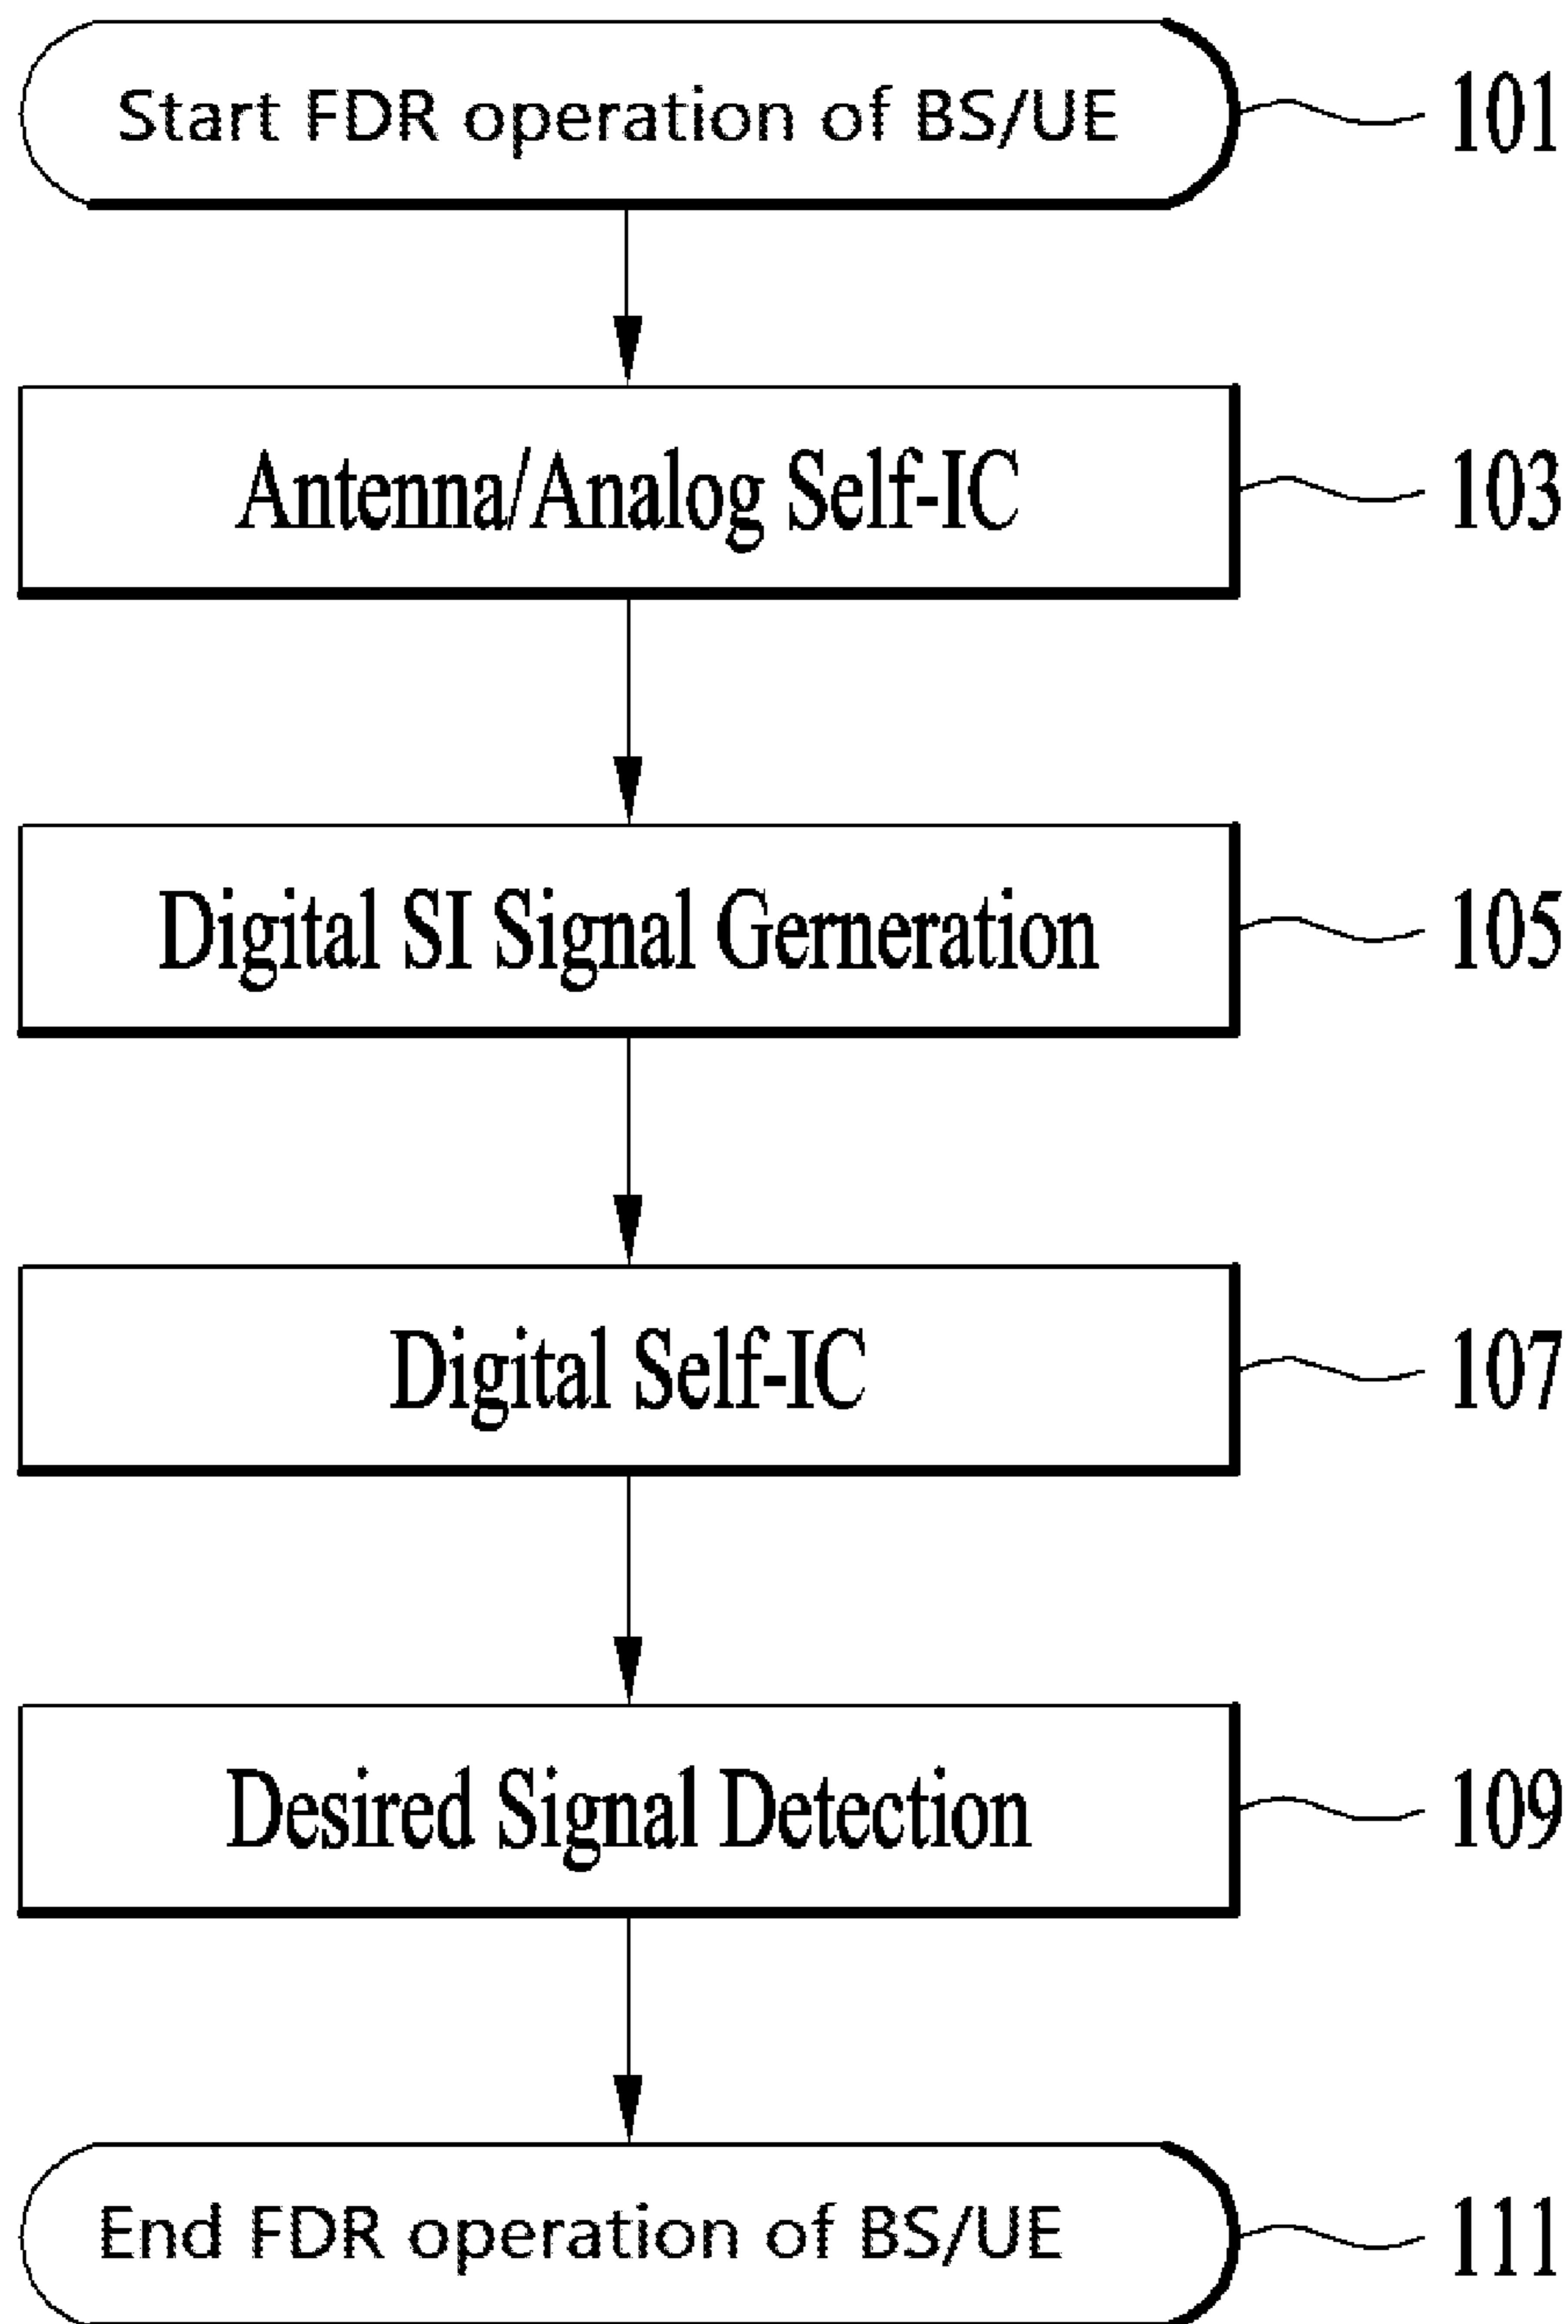 Start FDR operation of BS/UE
101
Antenna/Analog Self-IC
103
Digital SI Signal Gerneration
105
Digital Self-IC
107
Desired Signal Detection
109
End FDR operation of BS/UE
111